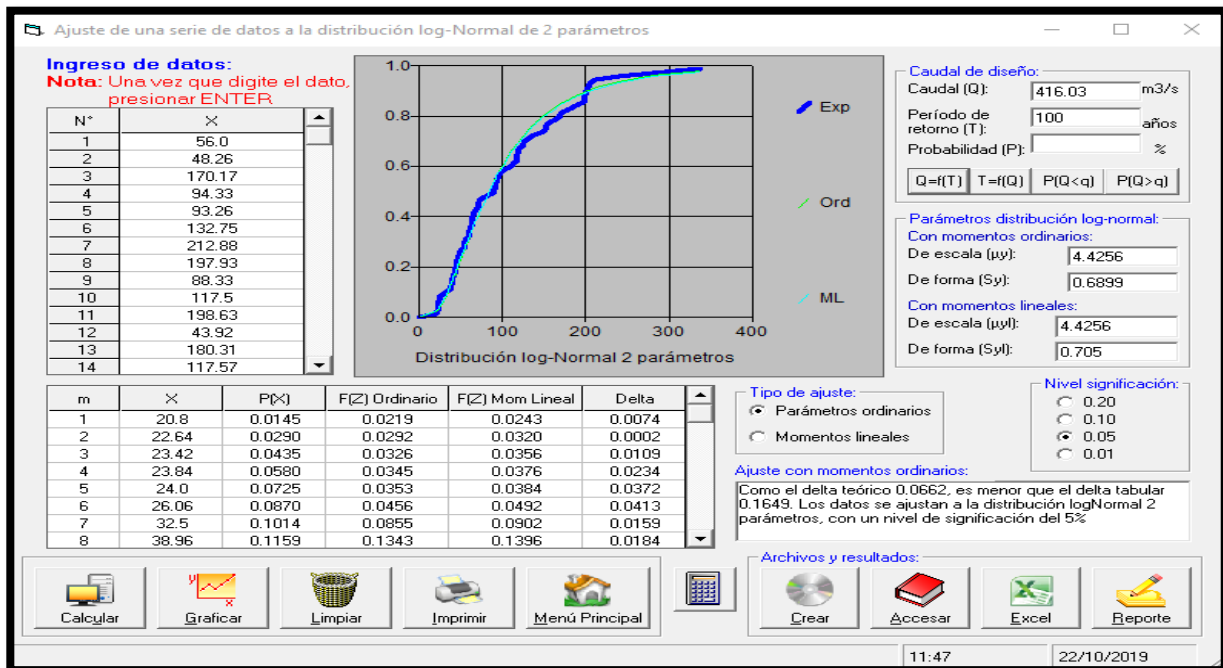 Ajuste de una serie de datos a la distribución log-Normal de 2 parámetros
Ingreso de datos:
Nota: Una vez que digite el dato,
presionar ENTER
N° X
1 56.0
2 48.26
3 170.17
4 94.33
5 93.26
6 132.75
7 212.88
8 197.93
9 88.33
10 117.5
11 198.63
12 43.92
13 180.31
14 117.57
1.0
0.8
0.6
0.4
0.2
0.0
0 100 200 300 400
Distribución log-Normal 2 parámetros
Exp
Ord
ML
Caudal de diseño:
Caudal (Q): 416.03 m3/s
Período de
retorno (T): 100 años
Probabilidad (P): %
Q=f(T) T=f(Q) P(Q<q) P(Q>q)
Parámetros distribución log-normal:
Con momentos ordinarios:
De escala (µy): 4.4256
De forma (Sy): 0.6899
Con momentos lineales:
De escala (µyl): 4.4256
De forma (Syl): 0.705
m X P(X) F(Z) Ordinario F(Z) Mom Lineal Delta
1 20.8 0.0145 0.0219 0.0243 0.0074
2 22.64 0.0290 0.0292 0.0320 0.0002
3 23.42 0.0435 0.0326 0.0356 0.0109
4 23.84 0.0580 0.0345 0.0376 0.0234
5 24.0 0.0725 0.0353 0.0384 0.0372
6 26.06 0.0870 0.0456 0.0492 0.0413
7 32.5 0.1014 0.0855 0.0902 0.0159
8 38.96 0.1159 0.1343 0.1396 0.0184
Tipo de ajuste:
Parámetros ordinarios
Momentos lineales
Nivel significación:
0.20
0.10
0.05
0.01
Ajuste con momentos ordinarios:
Como el delta teórico 0.0662, es menor que el delta tabular
0.1649. Los datos se ajustan a la distribución logNormal 2
parámetros, con un nivel de significación del 5%
Calcular Graficar Limpiar Imprimir Menú Principal
Archivos y resultados:
Crear Accesar Excel Reporte
11:47 22/10/2019